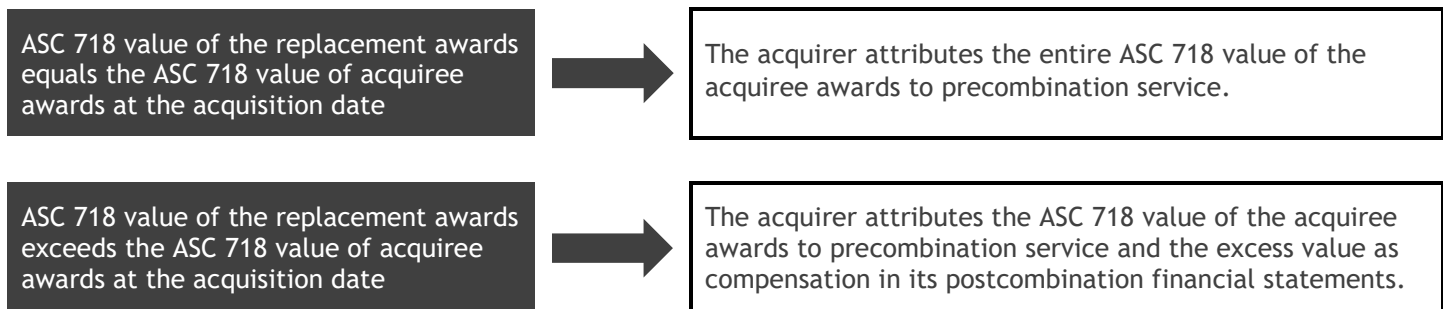 ASC 718 value of the replacement awards
equals the ASC 718 value of acquiree
awards at the acquisition date
The acquirer attributes the entire ASC 718 value of the
acquiree awards to precombination service.
ASC 718 value of the replacement awards
exceeds the ASC 718 value of acquiree
awards at the acquisition date
The acquirer attributes the ASC 718 value of the acquiree
awards to precombination service and the excess value as
compensation in its postcombination financial statements.